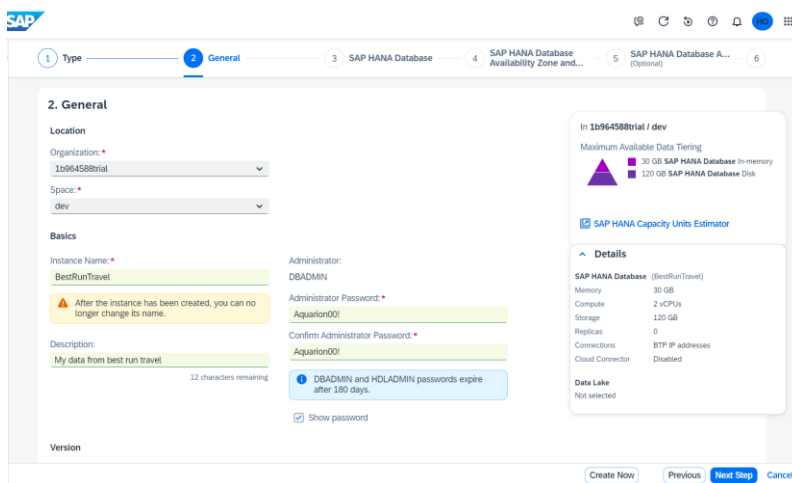 SAP
HD
1 Type
2 General
3 SAP HANA Database
4 SAP HANA Database
Availability Zone and...
5 SAP HANA Database A...
(Optional)
6
2. General
Location
Organization:*
1b964588trial
Space:*
dev
Basics
Instance Name:*
BestRunTravel
After the instance has been created, you can no
longer change its name.
Description:
My data from best run travel
12 characters remaining
Administrator:
DBADMIN
Administrator Password:*
Aquarion00!
Confirm Administrator Password:*
Aquarion00!
DBADMIN and HDLADMIN passwords expire
after 180 days.
Show password
Version
In 1b964588trial / dev
Maximum Available Data Tiering
30 GB SAP HANA Database In-memory
120 GB SAP HANA Database Disk
SAP HANA Capacity Units Estimator
Details
SAP HANA Database (BestRunTravel)
Memory 30 GB
Compute 2 vCPUs
Storage 120 GB
Replicas 0
Connections BTP IP addresses
Cloud Connector Disabled
Data Lake
Not selected
Create Now Previous Next Step Cancel